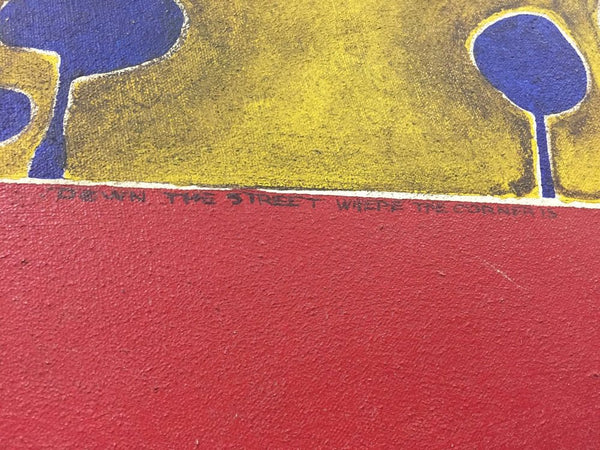 "DOWN THE STREET WHERE THE CORNER IS